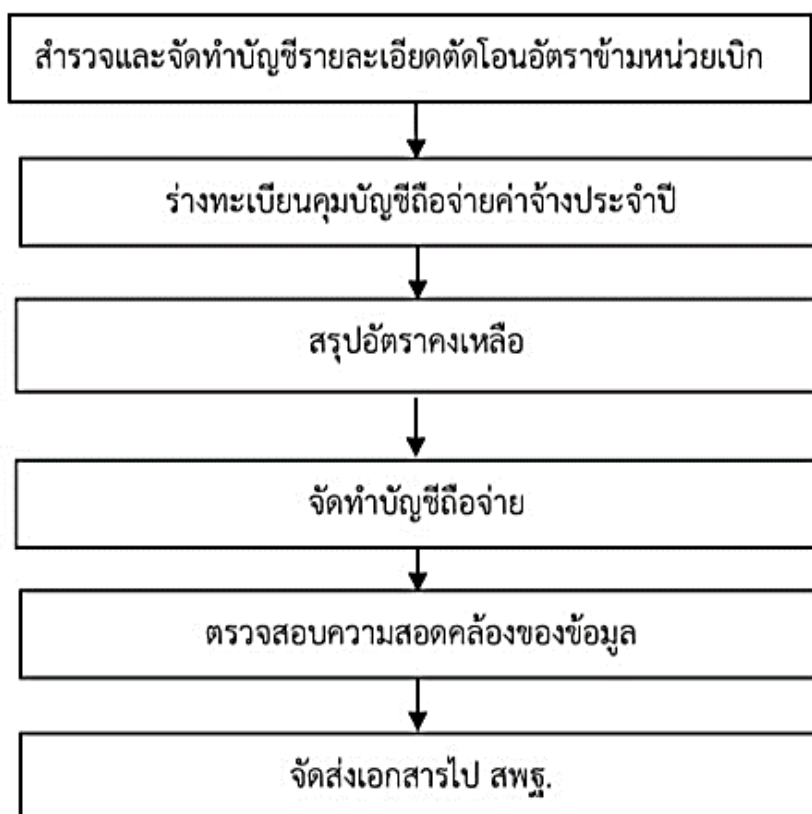 สำรวจและจัดทำบัญชีรายละเอียดตัดโอนอัตราข้ามหน่วยเบิก
ร่างทะเบียนคุมบัญชีถือจ่ายค่าจ้างประจำปี
สรุปอัตราคงเหลือ
จัดทำบัญชีถือจ่าย
ตรวจสอบความสอดคล้องของข้อมูล
จัดส่งเอกสารไป สพฐ.